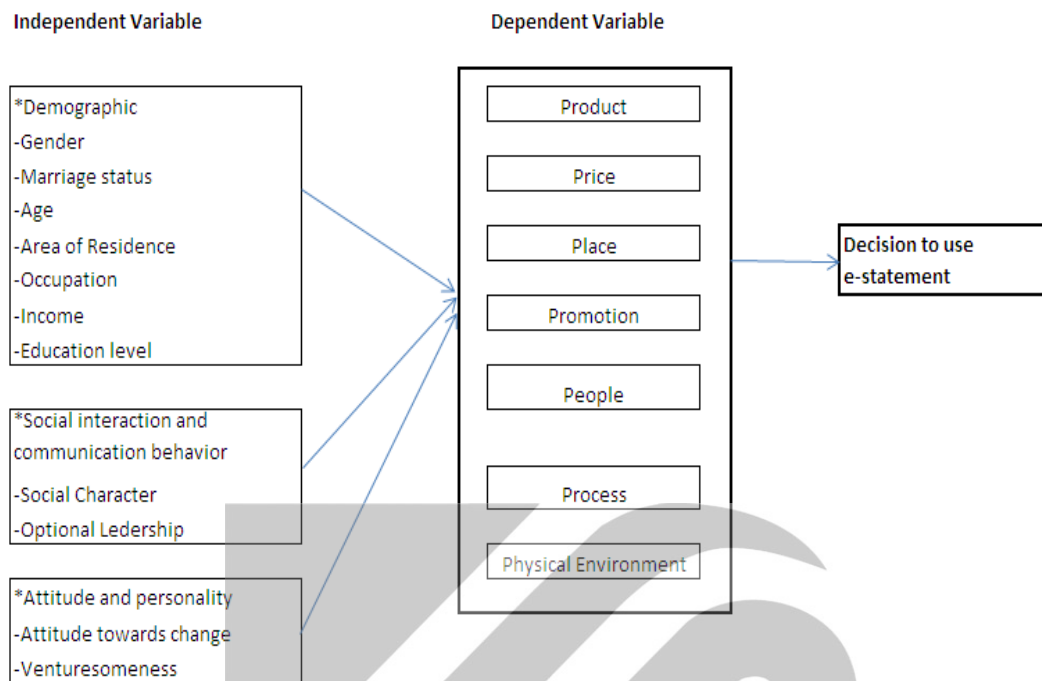 Independent Variable
Dependent Variable
*Demographic
-Gender
-Marriage status
-Age
-Area of Residence
-Occupation
-Income
-Education level
*Social interaction and
communication behavior
-Social Character
-Optional Ledership
*Attitude and personality
-Attitude towards change
-Venturesomeness
Product
Price
Place
Promotion
People
Process
Physical Environment
Decision to use
e-statement